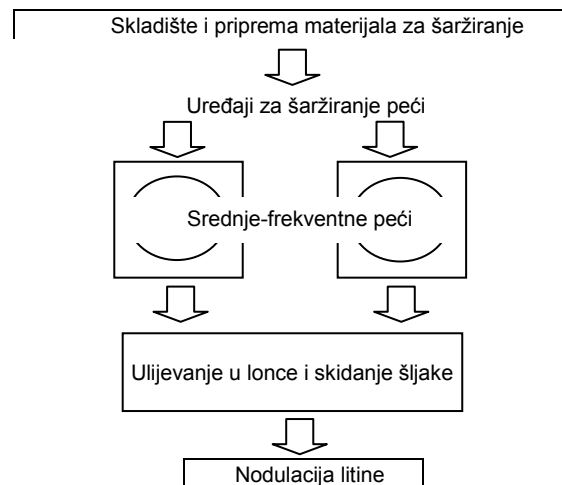 Skladište i priprema materijala za šaržiranje
Uređaji za šaržiranje peći
Srednje-frekventne peći
Ulijevanje u lonce i skidanje šljake
Nodulacija litine